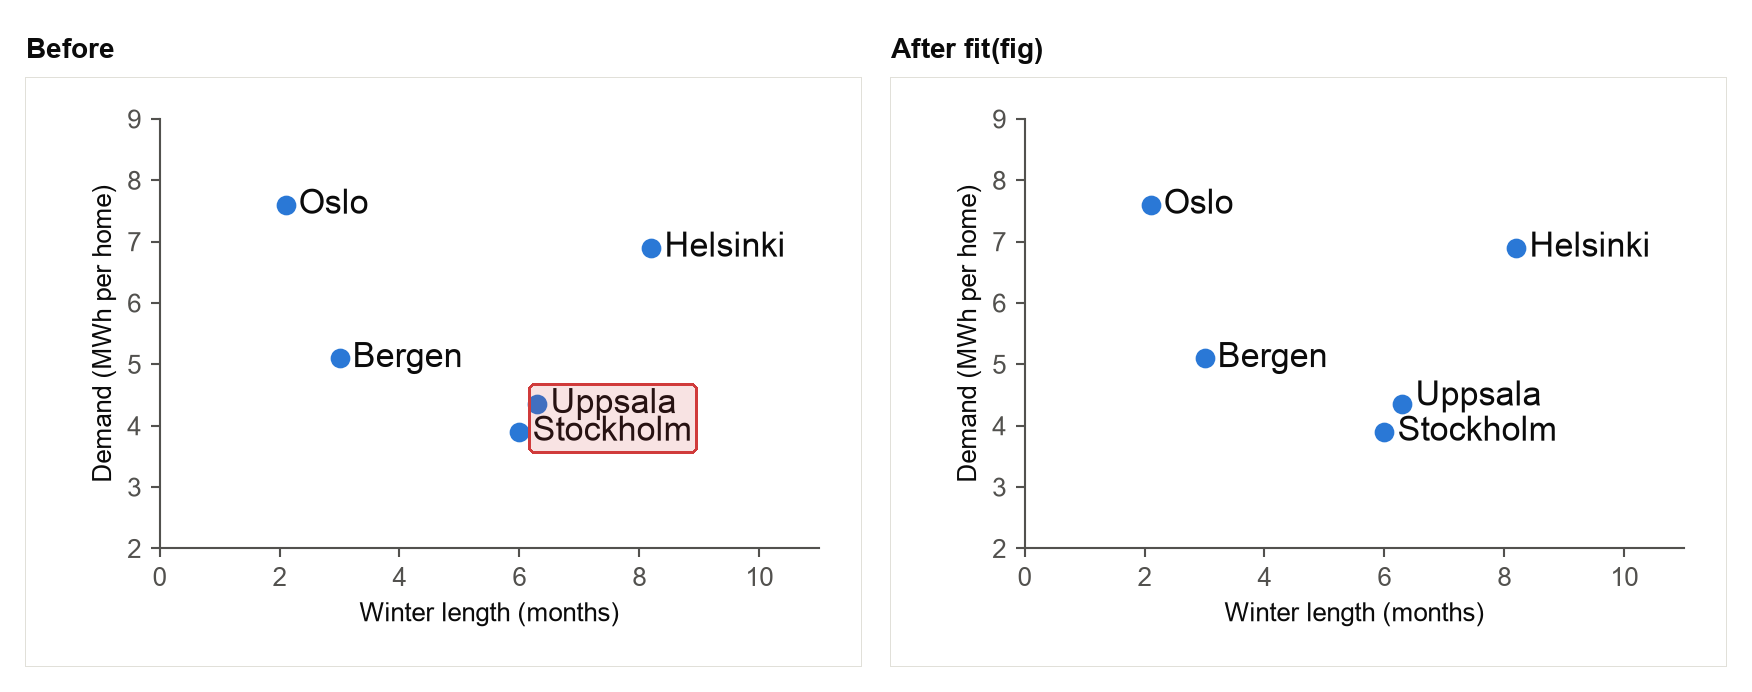 Before
9
8
7
6
5
4
3
2
0
2
4
6
8
10
Demand (MWh per home)
Winter length (months)
Oslo
Helsinki
Bergen
Uppsala
Stockholm
After fit(fig)
9
8
7
6
5
4
3
2
0
2
4
6
8
10
Demand (MWh per home)
Winter length (months)
Oslo
Helsinki
Bergen
Uppsala
Stockholm